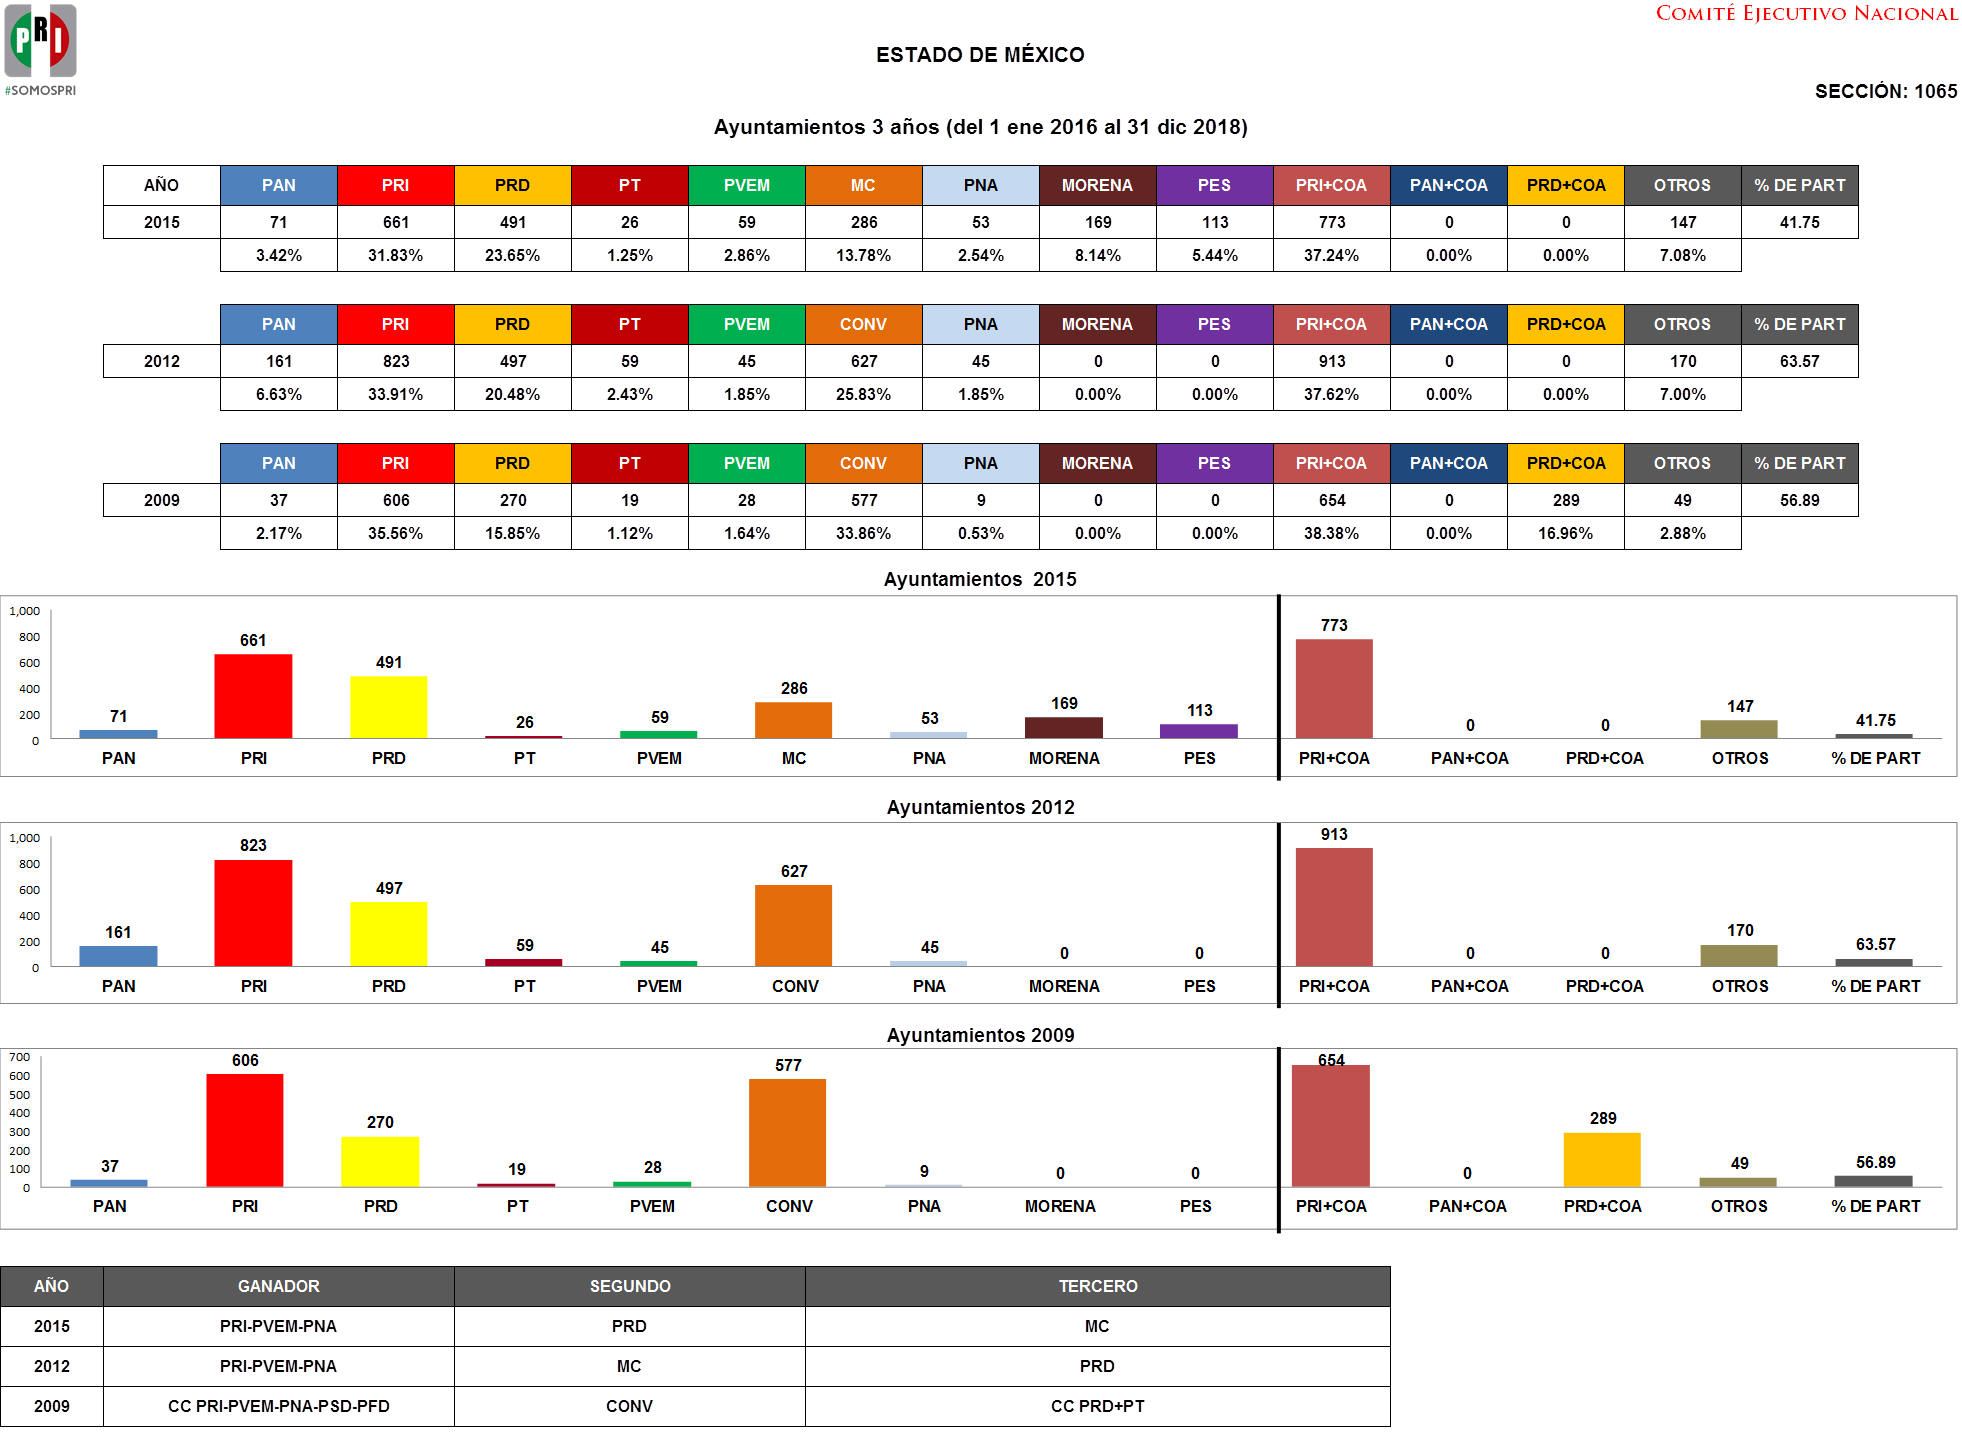 PRI
#SOMOSPRI
COMITÉ EJECUTIVO NACIONAL
ESTADO DE MÉXICO
SECCIÓN: 1065
Ayuntamientos 3 años (del 1 ene 2016 al 31 dic 2018)
AÑO PAN PRI PRD PT PVEM MC PNA MORENA PES PRI+COA PAN+COA PRD+COA OTROS % DE PART
2015 71 661 491 26 59 286 53 169 113 773 0 0 147 41.75
3.42% 31.83% 23.65% 1.25% 2.86% 13.78% 2.54% 8.14% 5.44% 37.24% 0.00% 0.00% 7.08%
PAN PRI PRD PT PVEM CONV PNA MORENA PES PRI+COA PAN+COA PRD+COA OTROS % DE PART
2012 161 823 497 59 45 627 45 0 0 913 0 0 170 63.57
6.63% 33.91% 20.48% 2.43% 1.85% 25.83% 1.85% 0.00% 0.00% 37.62% 0.00% 0.00% 7.00%
PAN PRI PRD PT PVEM CONV PNA MORENA PES PRI+COA PAN+COA PRD+COA OTROS % DE PART
2009 37 606 270 19 28 577 9 0 0 654 0 289 49 56.89
2.17% 35.56% 15.85% 1.12% 1.64% 33.86% 0.53% 0.00% 0.00% 38.38% 0.00% 16.96% 2.88%
Ayuntamientos 2015
1,000
800
600
400
200
0
71 661 491 26 59 286 53 169 113 773 0 0 147 41.75
PAN PRI PRD PT PVEM MC PNA MORENA PES PRI+COA PAN+COA PRD+COA OTROS % DE PART
Ayuntamientos 2012
1,000
800
600
400
200
0
161 823 497 59 45 627 45 0 0 913 0 0 170 63.57
PAN PRI PRD PT PVEM CONV PNA MORENA PES PRI+COA PAN+COA PRD+COA OTROS % DE PART
Ayuntamientos 2009
700
600
500
400
300
200
100
0
37 606 270 19 28 577 9 0 0 654 0 289 49 56.89
PAN PRI PRD PT PVEM CONV PNA MORENA PES PRI+COA PAN+COA PRD+COA OTROS % DE PART
AÑO GANADOR SEGUNDO TERCERO
2015 PRI-PVEM-PNA PRD MC
2012 PRI-PVEM-PNA MC PRD
2009 CC PRI-PVEM-PNA-PSD-PFD CONV CC PRD+PT